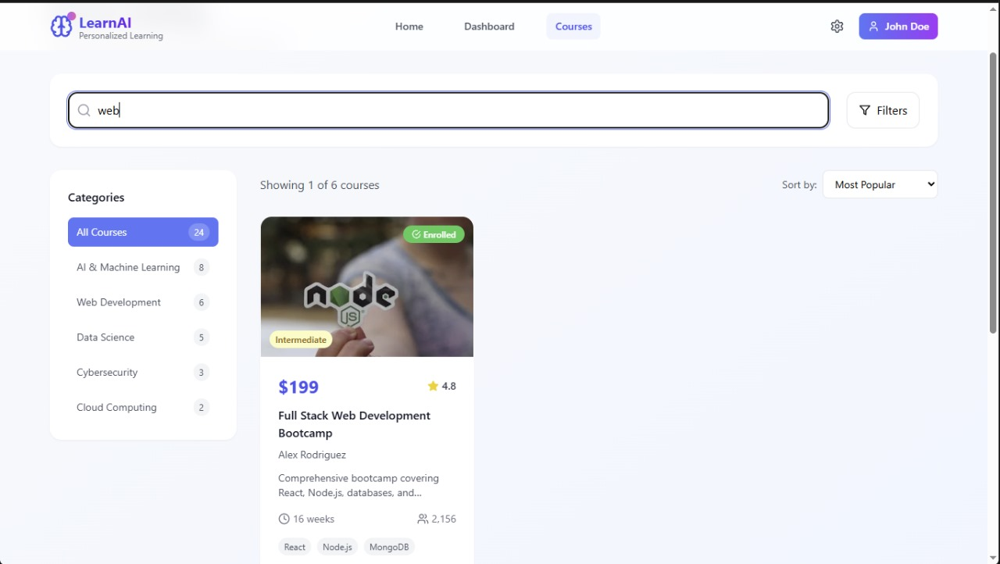 LearnAI
Personalized Learning
Home
Dashboard
Courses
John Doe
web
Filters
Categories
All Courses 24
AI & Machine Learning 8
Web Development 6
Data Science 5
Cybersecurity 3
Cloud Computing 2
Showing 1 of 6 courses
Sort by: Most Popular
Enrolled
node
JS
Intermediate
$199
4.8
Full Stack Web Development
Bootcamp
Alex Rodriguez
Comprehensive bootcamp covering
React, Node.js, databases, and...
16 weeks
2,156
React Node.js MongoDB